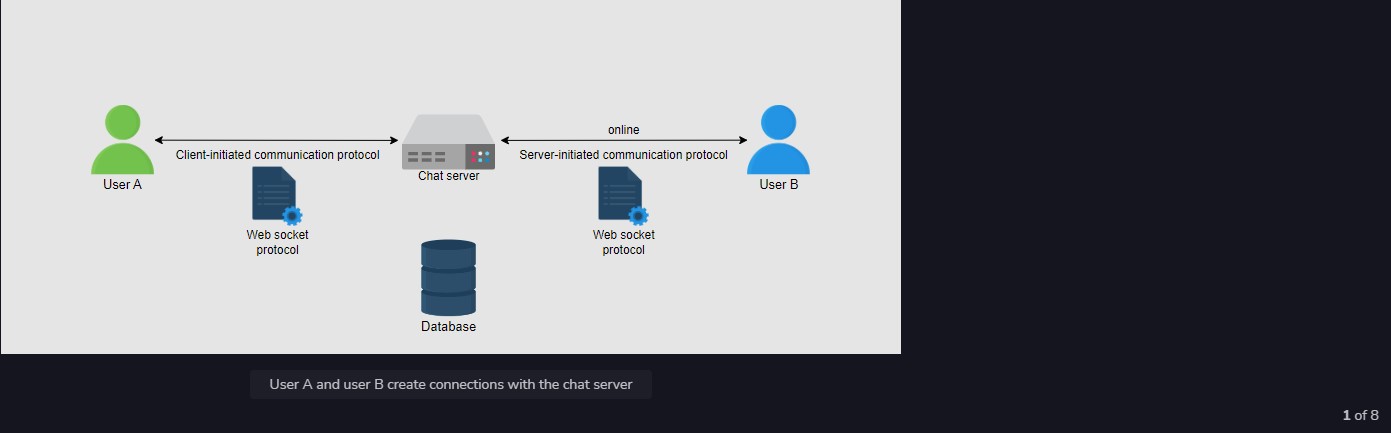 online
Client-initiated communication protocol
Server-initiated communication protocol
Chat server
User A
User B
Web socket
protocol
Web socket
protocol
Database
User A and user B create connections with the chat server
1 of 8